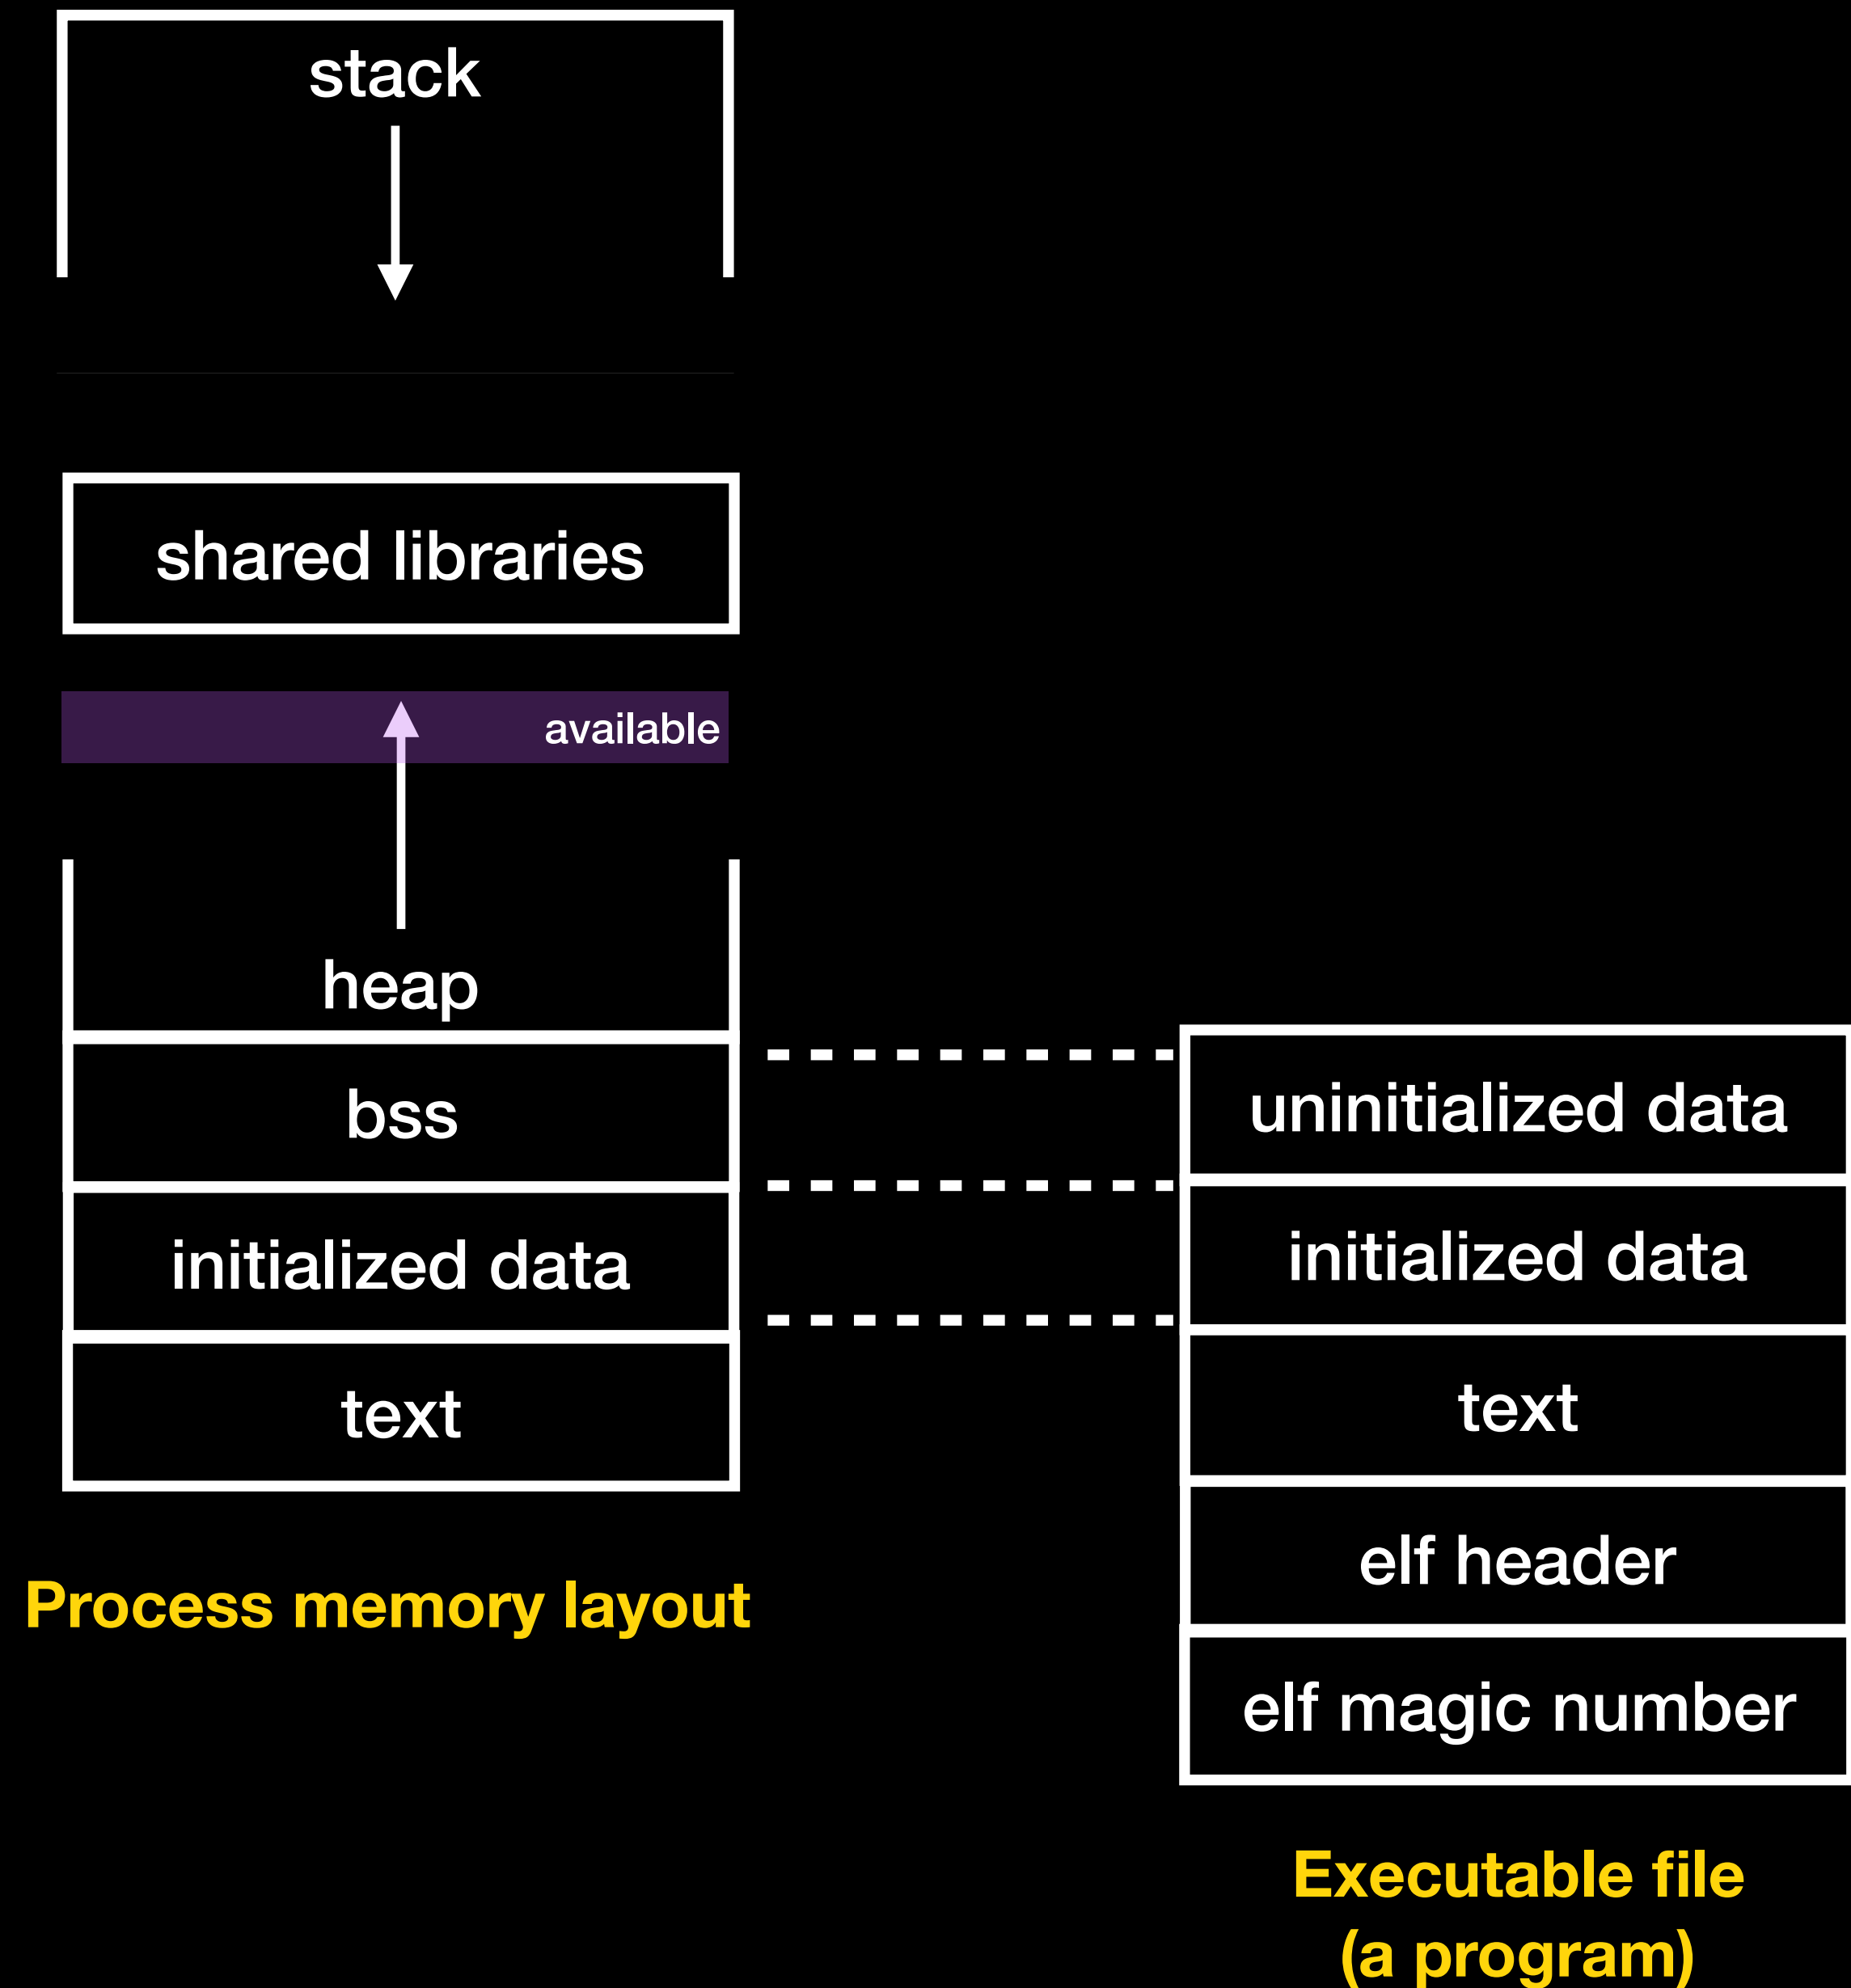 stack
shared libraries
available
heap
bss
initialized data
text
Process memory layout
uninitialized data
initialized data
text
elf header
elf magic number
Executable file
(a program)